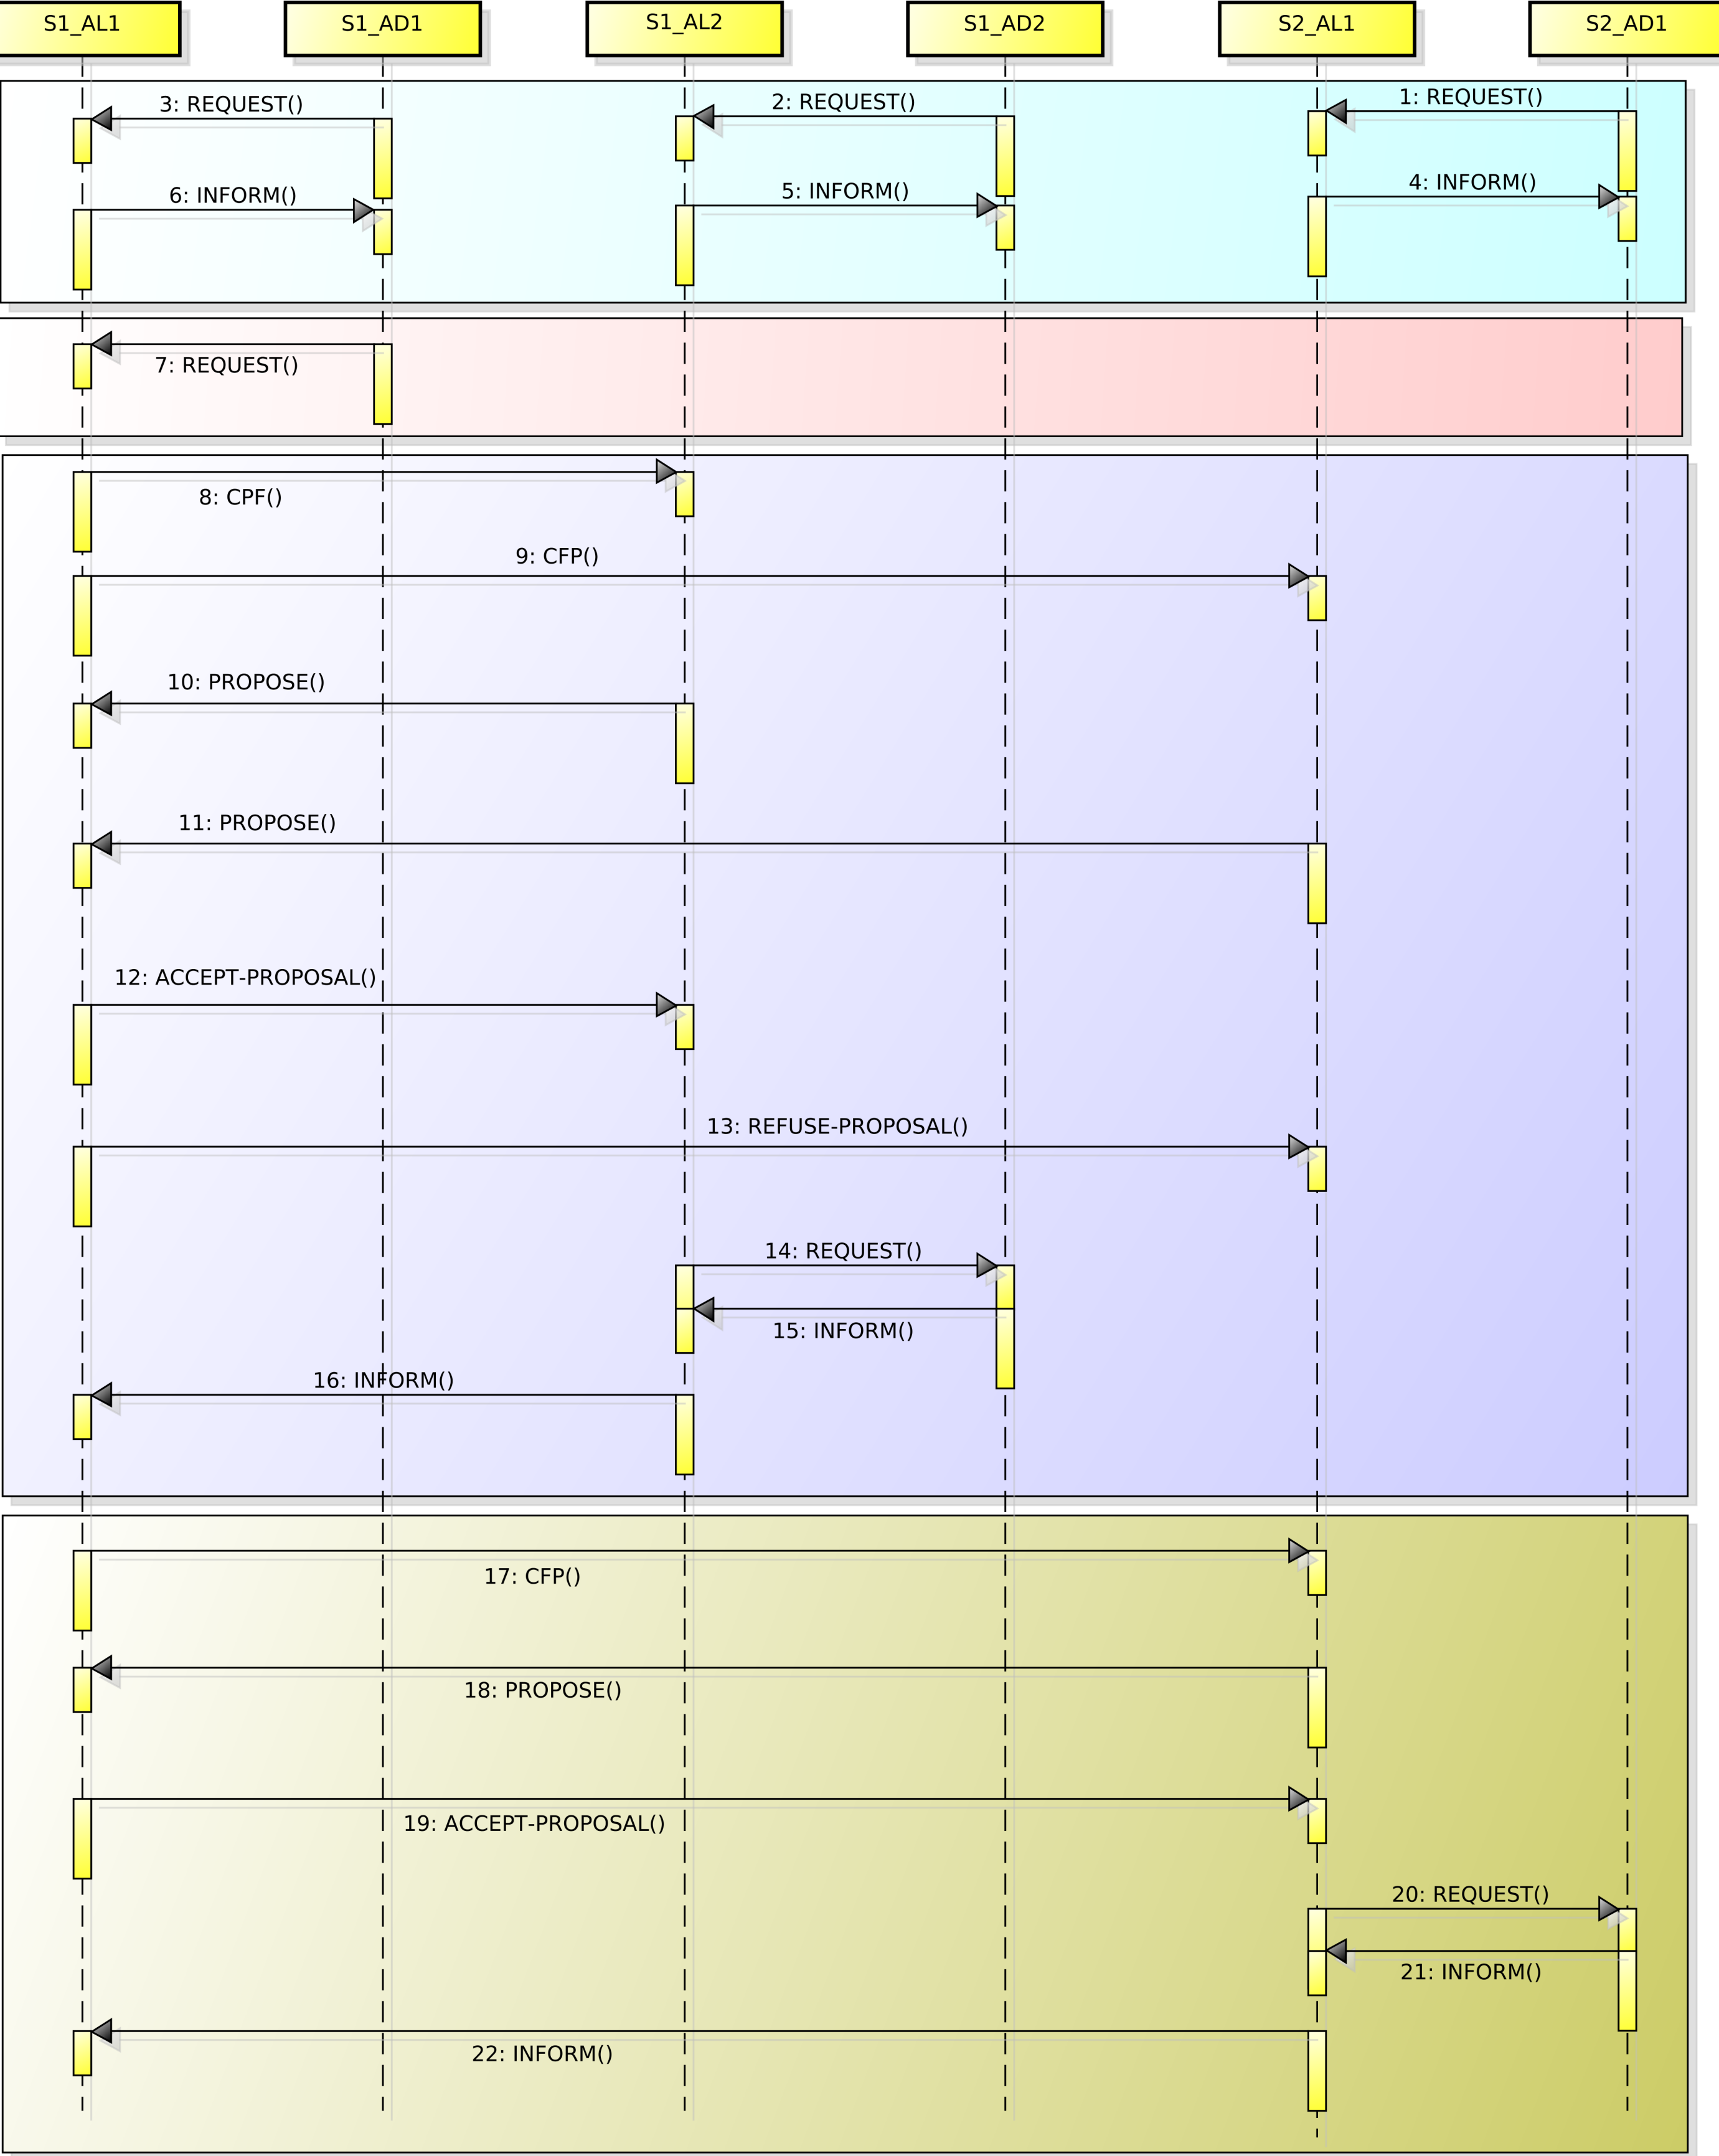 S1_AL1
S1_AD1
S1_AL2
S1_AD2
S2_AL1
S2_AD1
3: REQUEST()
2: REQUEST()
1: REQUEST()
6: INFORM()
5: INFORM()
4: INFORM()
7: REQUEST()
8: CPF()
9: CFP()
10: PROPOSE()
11: PROPOSE()
12: ACCEPT-PROPOSAL()
13: REFUSE-PROPOSAL()
14: REQUEST()
15: INFORM()
16: INFORM()
17: CFP()
18: PROPOSE()
19: ACCEPT-PROPOSAL()
20: REQUEST()
21: INFORM()
22: INFORM()